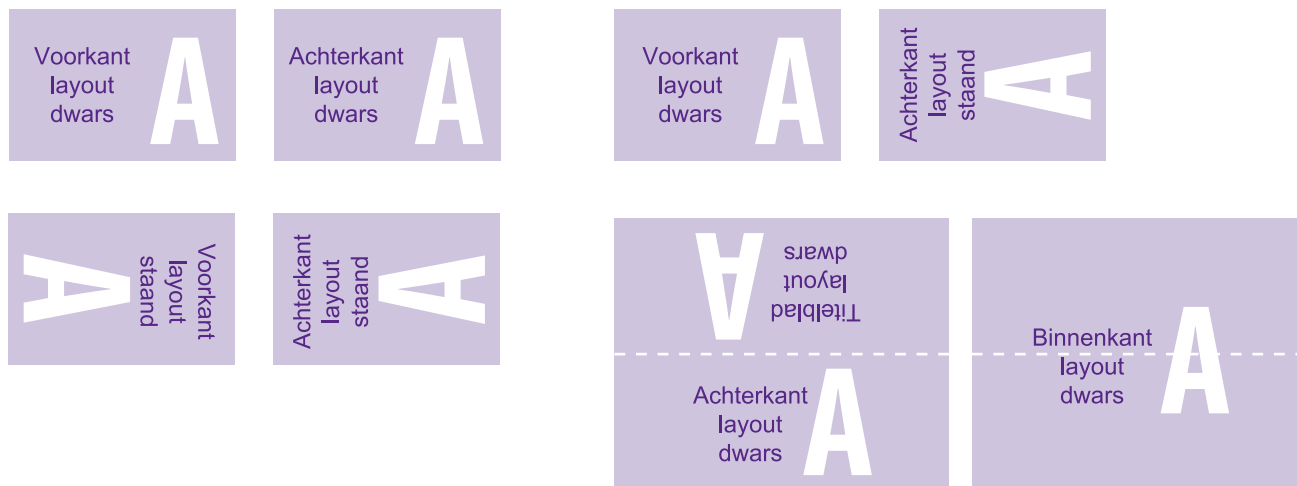 Voorkant
layout
dwars
A
Achterkant
layout
dwars
A
Voorkant
layout
dwars
A
Achterkant
layout
staand
A
Voorkant
layout
staand
A
Achterkant
layout
staand
A
Titelblad
layout
dwars
A
Achterkant
layout
dwars
A
Binnenkant
layout
dwars
A